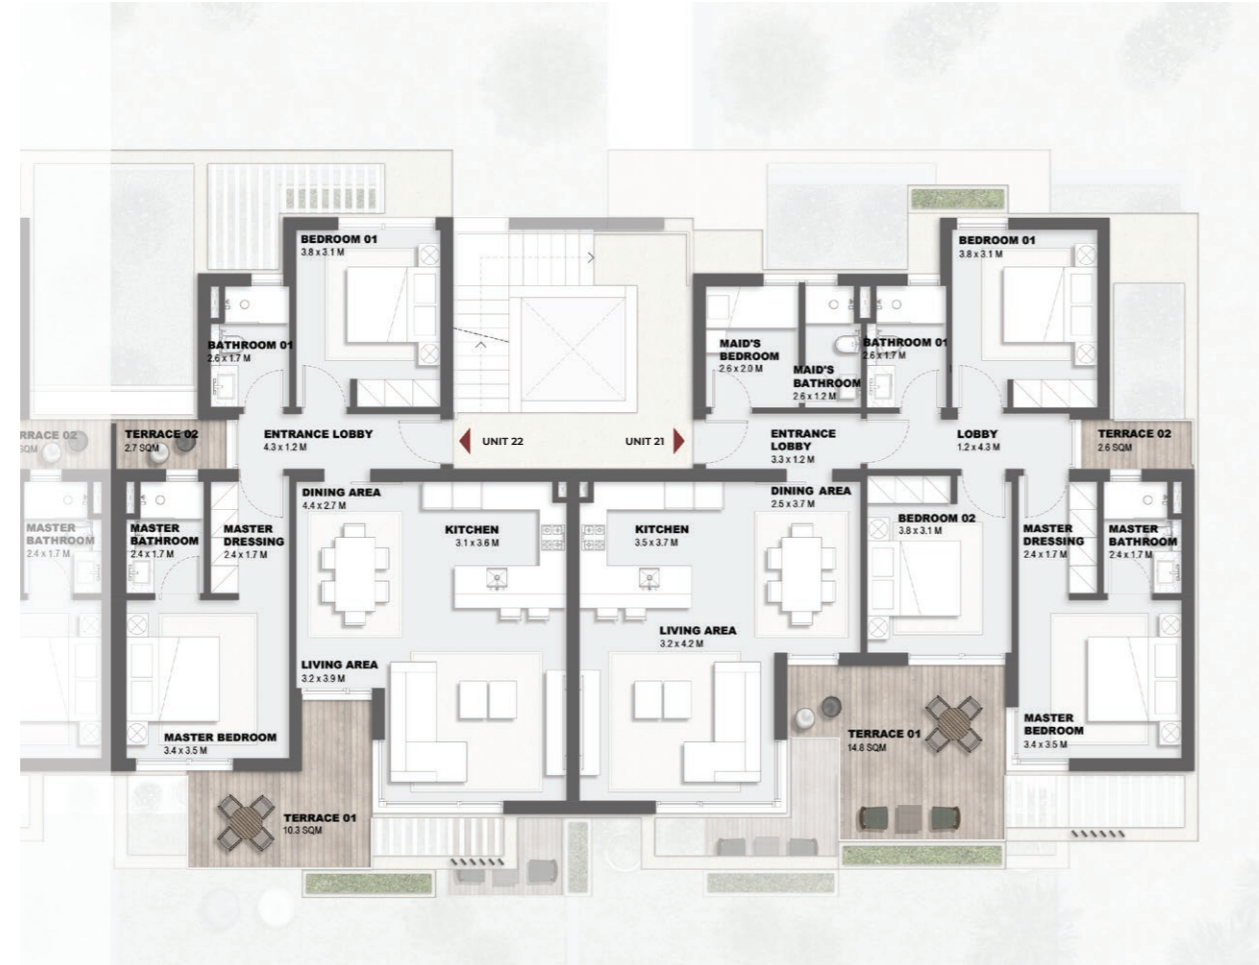 BEDROOM 01
3.8 x 3.1 M
BATHROOM 01
2.6 x 1.7 M
TERRACE 02
2.7 SQM
ENTRANCE LOBBY
4.3 x 1.2 M
UNIT 22
DINING AREA
4.4 x 2.7 M
KITCHEN
3.1 x 3.6 M
MASTER
BATHROOM
2.4 x 1.7 M
MASTER
DRESSING
2.4 x 1.7 M
LIVING AREA
3.2 x 3.9 M
MASTER BEDROOM
3.4 x 3.5 M
TERRACE 01
10.3 SQM
RRACE 02
SQM
MASTER
BATHROOM
2.4 x 1.7 M
UNIT 21
BEDROOM 01
3.8 x 3.1 M
MAID'S
BEDROOM
2.6 x 2.0 M
MAID'S
BATHROOM
2.6 x 1.2 M
BATHROOM 01
2.6 x 1.7 M
ENTRANCE
LOBBY
3.3 x 1.2 M
LOBBY
1.2 x 4.3 M
TERRACE 02
2.6 SQM
DINING AREA
2.5 x 3.7 M
KITCHEN
3.5 x 3.7 M
BEDROOM 02
3.8 x 3.1 M
MASTER
DRESSING
2.4 x 1.7 M
MASTER
BATHROOM
2.4 x 1.7 M
LIVING AREA
3.2 x 4.2 M
TERRACE 01
14.8 SQM
MASTER
BEDROOM
3.4 x 3.5 M